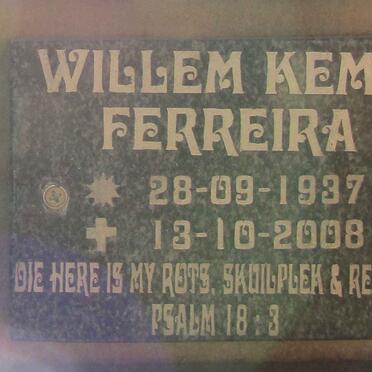 WILLEM KEM
FERREIRA
28-09-1937
13-10-2008
DIE HERE IS MY ROTS, SKUILPLEK & RE
PSALM 18 : 3